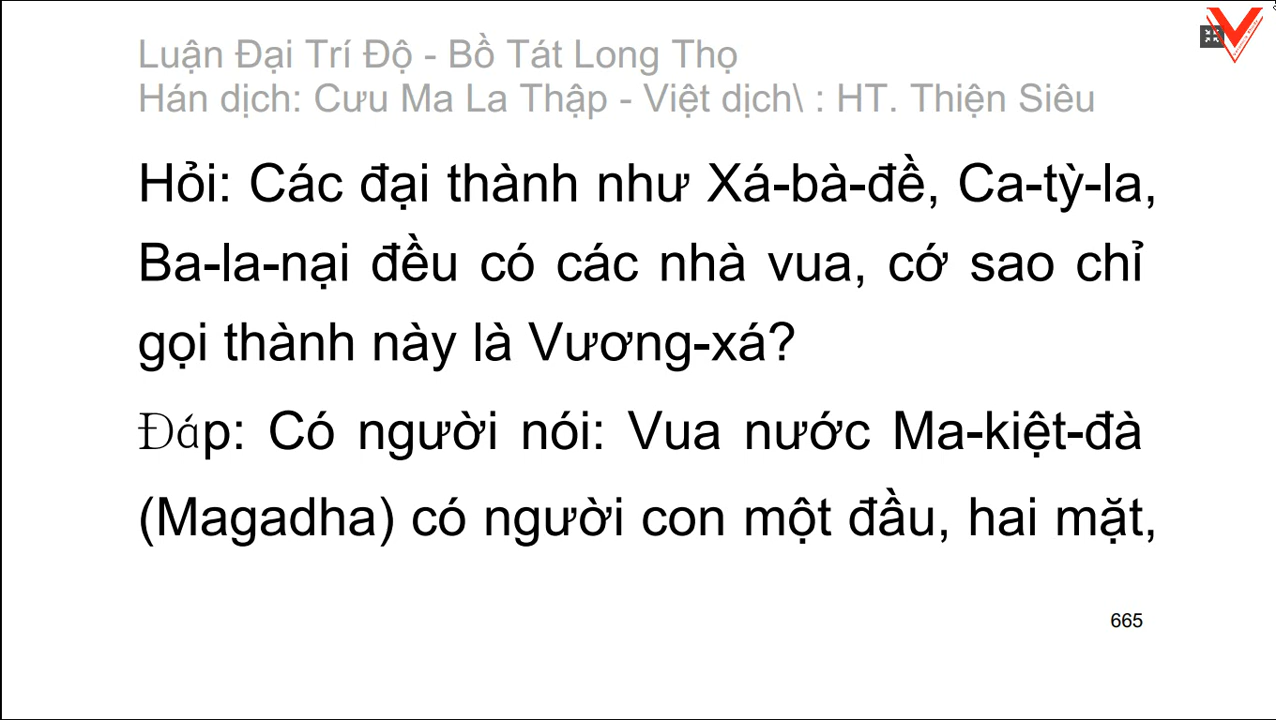 Luận Đại Trí Độ - Bồ Tát Long Thọ
Hán dịch: Cưu Ma La Thập - Việt dịch\ : HT. Thiện Siêu
Hỏi: Các đại thành như Xá-bà-đề, Ca-tỳ-la,
Ba-la-nại đều có các nhà vua, cớ sao chỉ
gọi thành này là Vương-xá?
Đáp: Có người nói: Vua nước Ma-kiệt-đà
(Magadha) có người con một đầu, hai mặt,
665